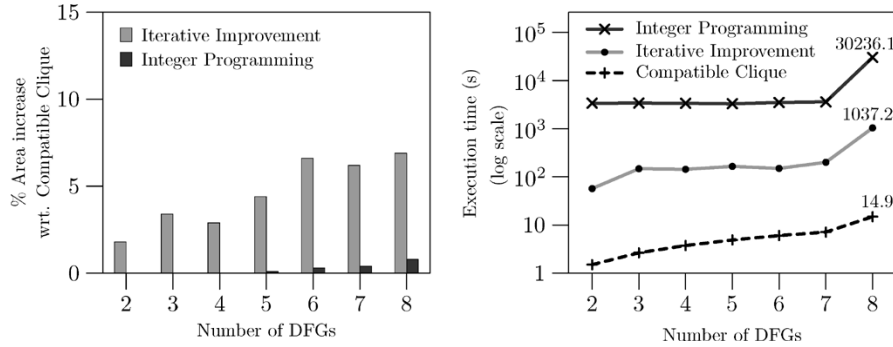 15
10
5
0
% Area increase
wrt. Compatible Clique
Iterative Improvement
Integer Programming
2 3 4 5 6 7 8
Number of DFGs
10^5
10^4
10^3
10^2
10
1
Execution time (s)
(log scale)
Integer Programming
Iterative Improvement
Compatible Clique
30236.1
1037.2
14.9
2 3 4 5 6 7 8
Number of DFGs